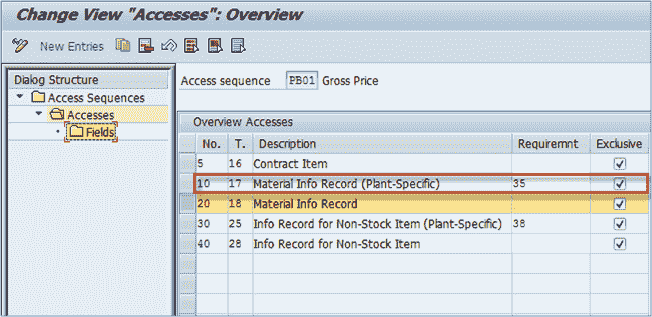 Change View "Accesses": Overview
New Entries
Dialog Structure
Access Sequences
Accesses
Fields
Access sequence PB01 Gross Price
Overview Accesses
No. T. Description Requiremnt Exclusive
5 16 Contract Item
10 17 Material Info Record (Plant-Specific) 35
20 18 Material Info Record
30 25 Info Record for Non-Stock Item (Plant-Specific) 38
40 28 Info Record for Non-Stock Item